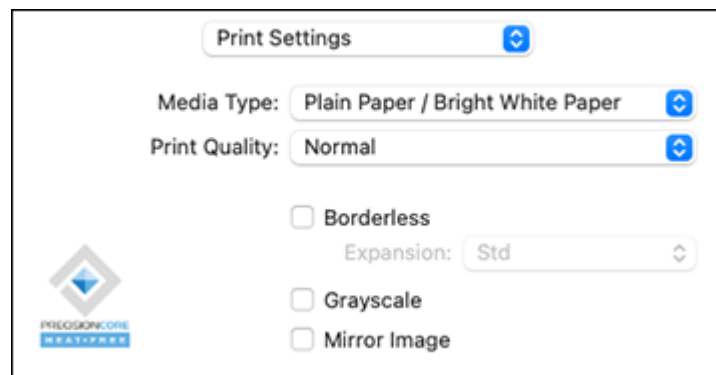 Print Settings
Media Type: Plain Paper / Bright White Paper
Print Quality: Normal
Borderless
Expansion: Std
Grayscale
Mirror Image
PRECISIONCORE
HEAT-FREE